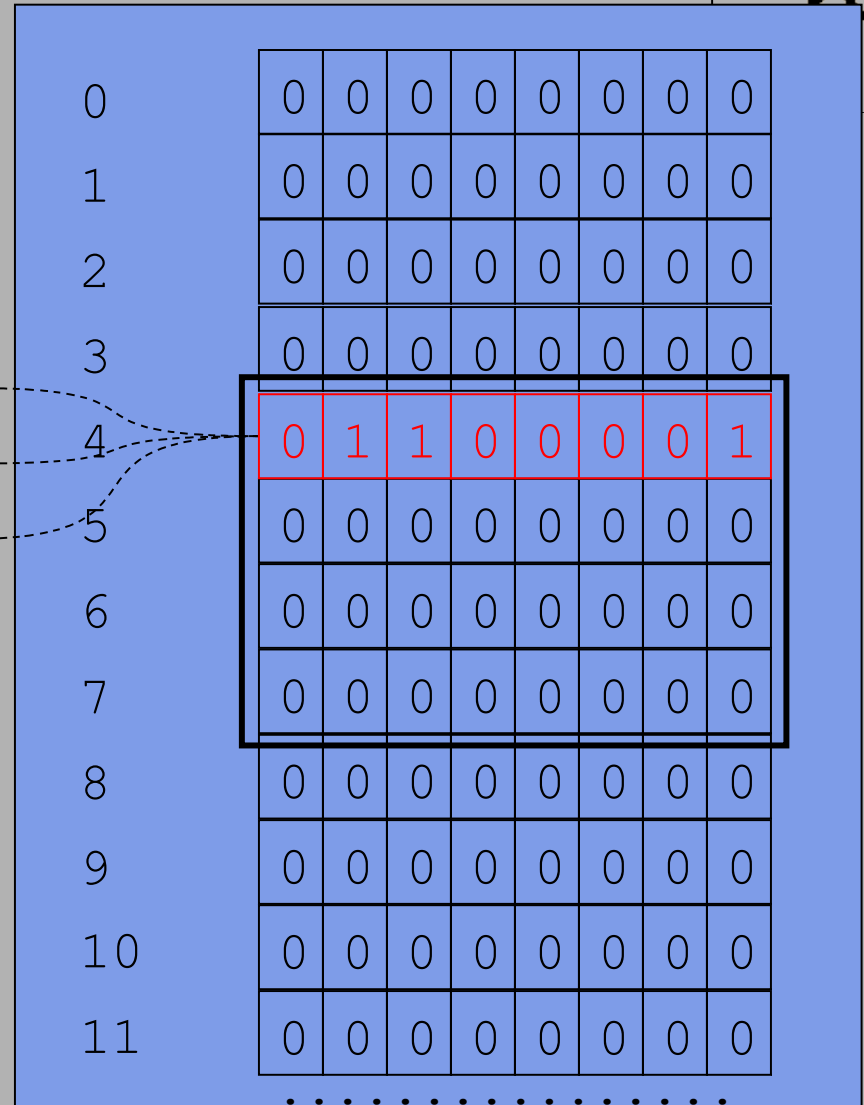 0 0 0 0 0 0 0 0 0
1 0 0 0 0 0 0 0 0
2 0 0 0 0 0 0 0 0
3 0 0 0 0 0 0 0 0
4 0 1 1 0 0 0 0 1
5 0 0 0 0 0 0 0 0
6 0 0 0 0 0 0 0 0
7 0 0 0 0 0 0 0 0
8 0 0 0 0 0 0 0 0
9 0 0 0 0 0 0 0 0
10 0 0 0 0 0 0 0 0
11 0 0 0 0 0 0 0 0
................